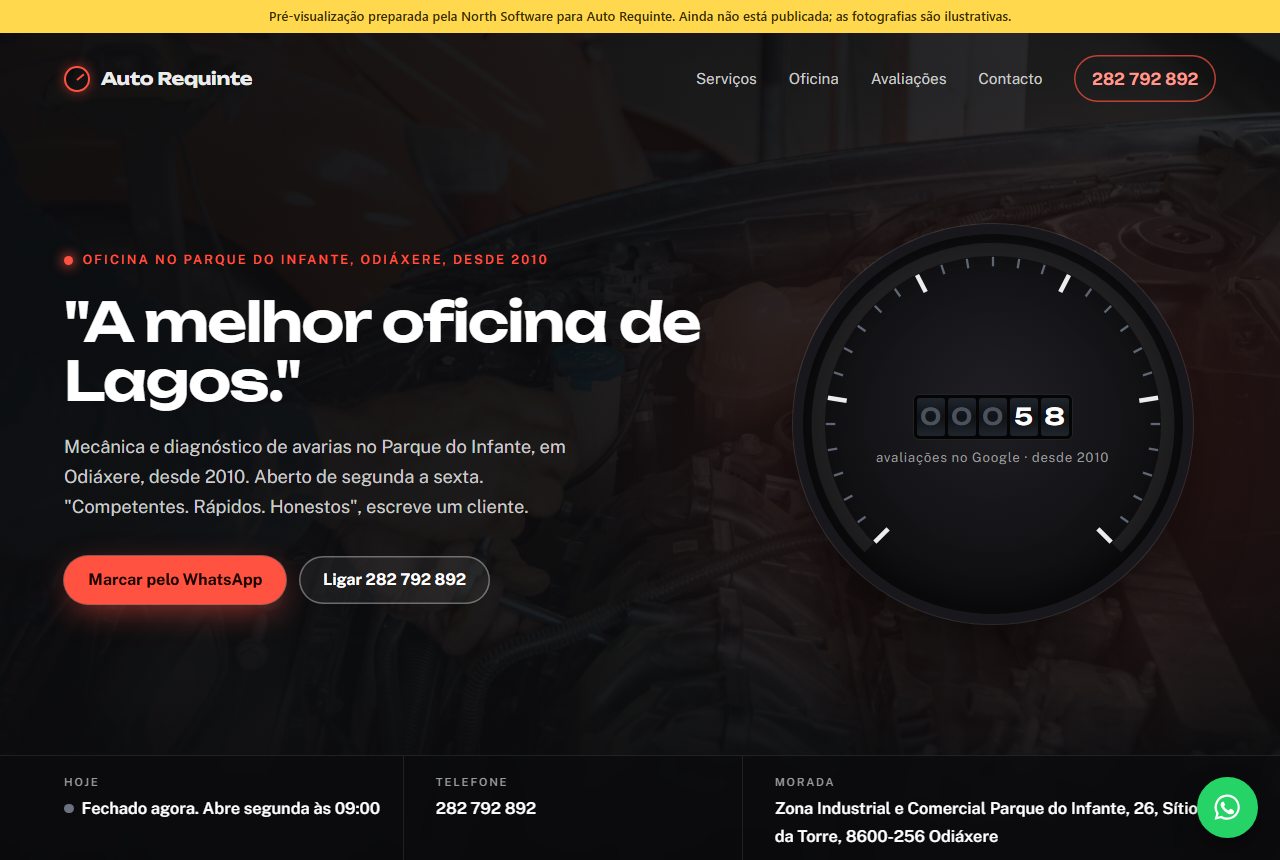 Pré-visualização preparada pela North Software para Auto Requinte. Ainda não está publicada; as fotografias são ilustrativas.
Auto Requinte
Serviços
Oficina
Avaliações
Contacto
282 792 892
OFICINA NO PARQUE DO INFANTE, ODIÁXERE, DESDE 2010
"A melhor oficina de
Lagos."
Mecânica e diagnóstico de avarias no Parque do Infante, em
Odiáxere, desde 2010. Aberto de segunda a sexta.
"Competentes. Rápidos. Honestos", escreve um cliente.
Marcar pelo WhatsApp
Ligar 282 792 892
00058
avaliações no Google · desde 2010
HOJE
Fechado agora. Abre segunda às 09:00
TELEFONE
282 792 892
MORADA
Zona Industrial e Comercial Parque do Infante, 26, Sítio
da Torre, 8600-256 Odiáxere